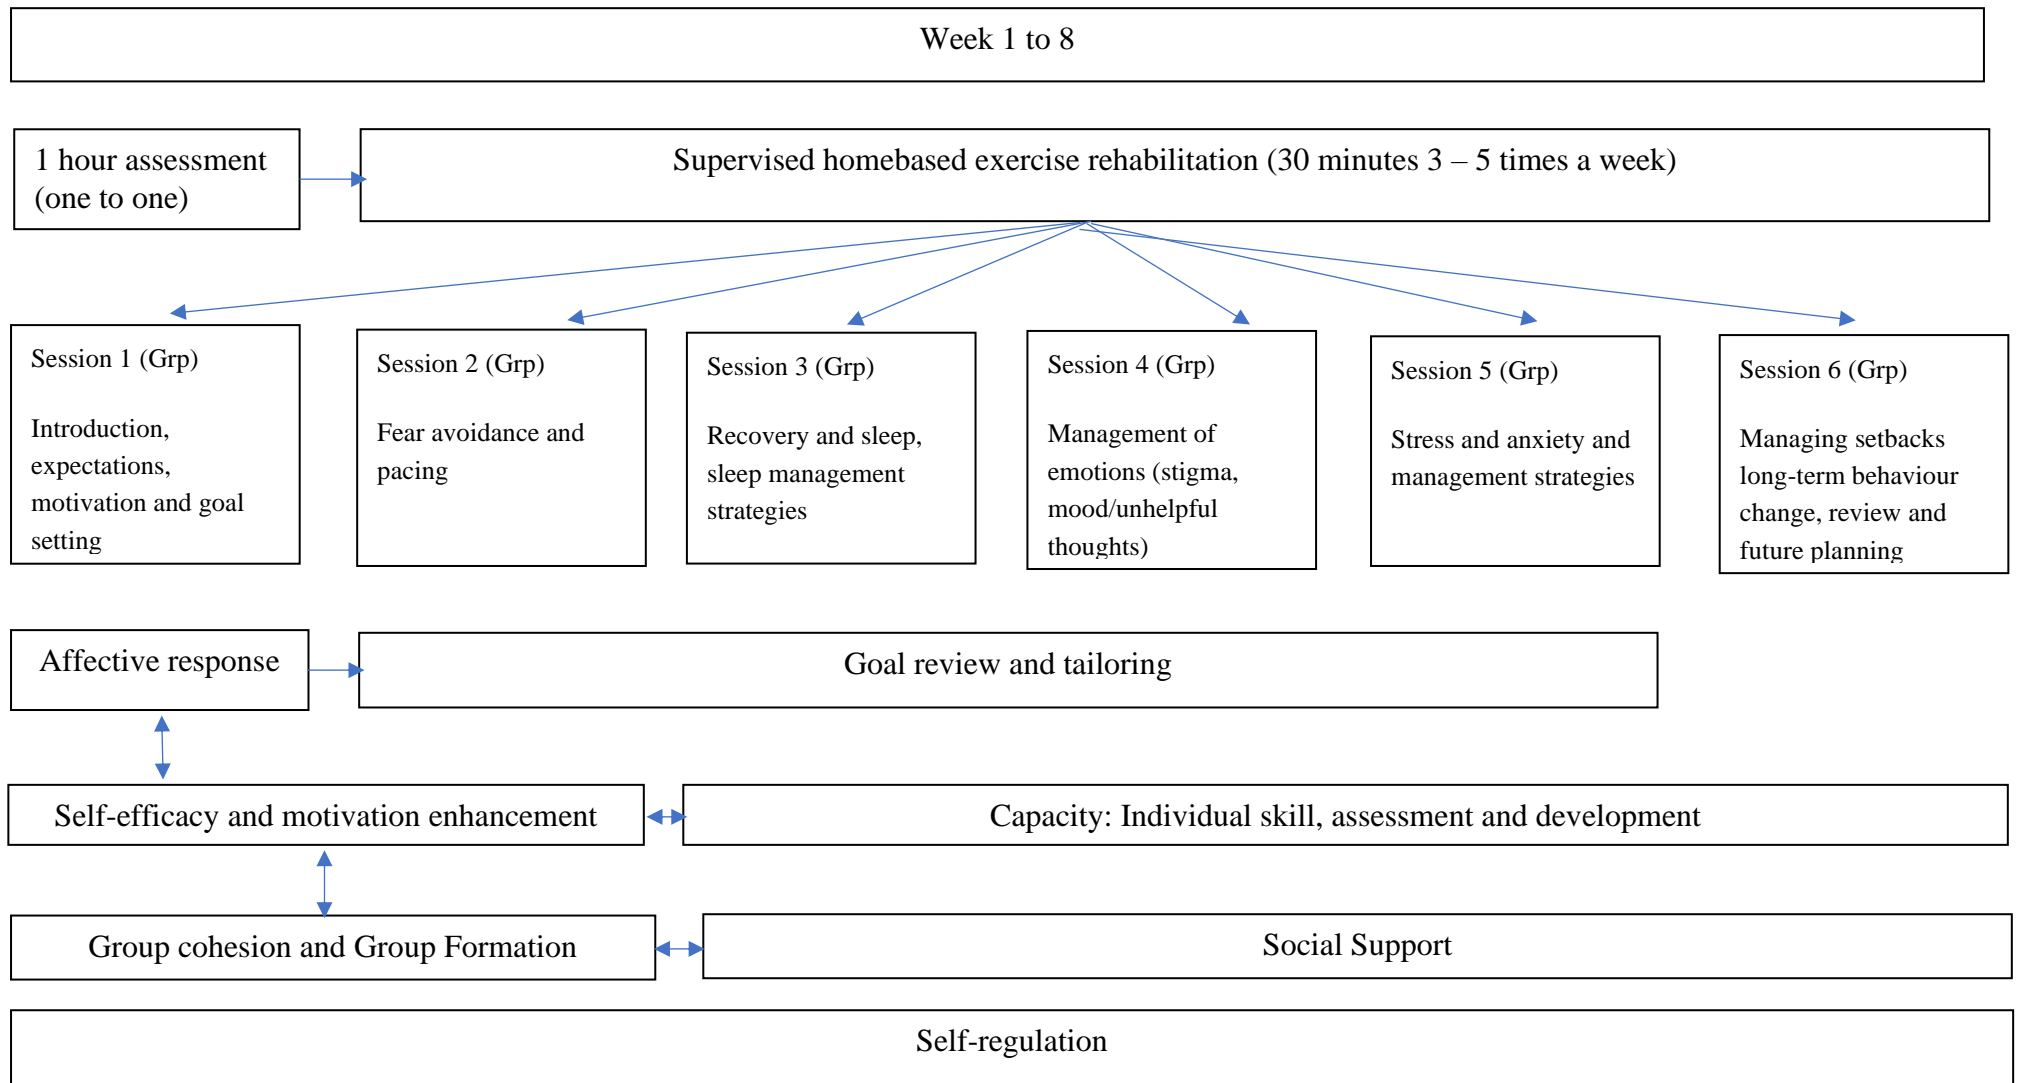 Week 1 to 8
1 hour assessment
(one to one)
Supervised homebased exercise rehabilitation (30 minutes 3 – 5 times a week)
Session 1 (Grp)
Introduction,
expectations,
motivation and goal
setting
Session 2 (Grp)
Fear avoidance and
pacing
Session 3 (Grp)
Recovery and sleep,
sleep management
strategies
Session 4 (Grp)
Management of
emotions (stigma,
mood/unhelpful
thoughts)
Session 5 (Grp)
Stress and anxiety and
management strategies
Session 6 (Grp)
Managing setbacks
long-term behaviour
change, review and
future planning
Affective response
Goal review and tailoring
Self-efficacy and motivation enhancement
Capacity: Individual skill, assessment and development
Group cohesion and Group Formation
Social Support
Self-regulation